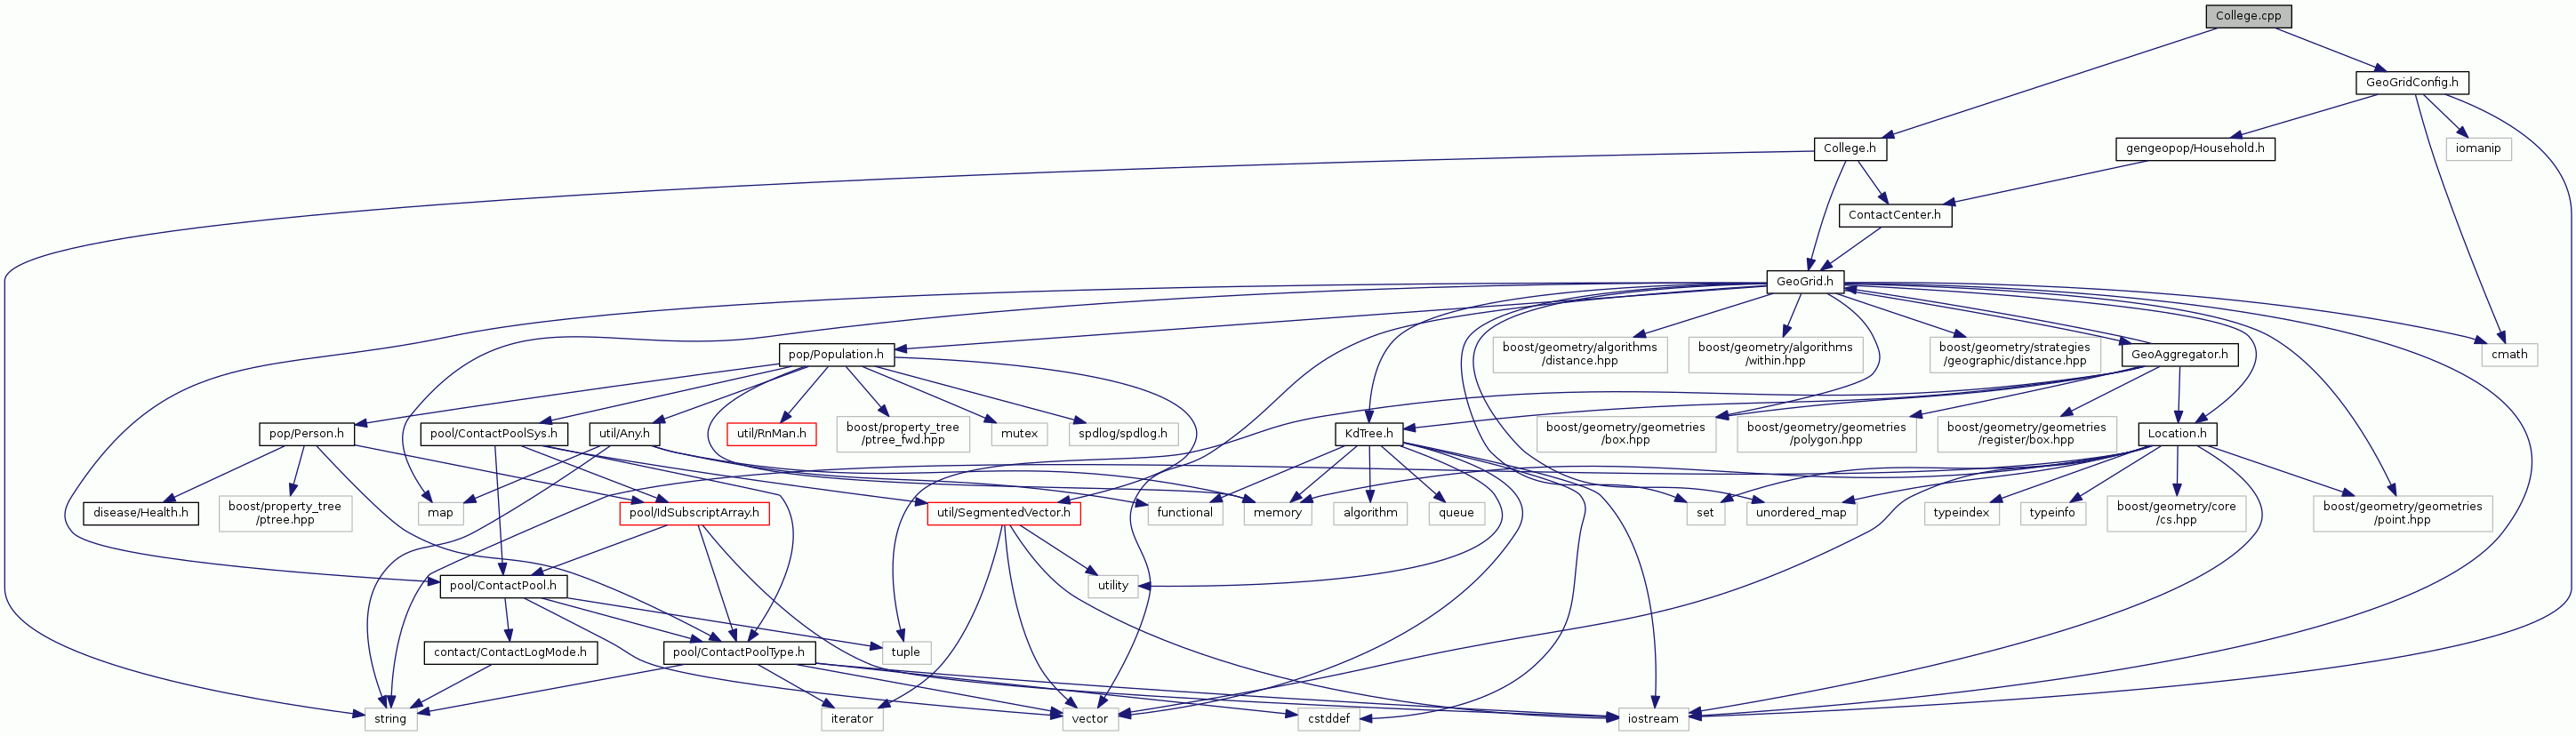 College.cpp
GeoGridConfig.h
College.h
gengeopop/Household.h
iomanip
ContactCenter.h
GeoGrid.h
pop/Population.h
boost/geometry/algorithms
/distance.hpp
boost/geometry/algorithms
/within.hpp
boost/geometry/strategies
/geographic/distance.hpp
GeoAggregator.h
cmath
pop/Person.h
pool/ContactPoolSys.h
util/Any.h
util/RnMan.h
boost/property_tree
/ptree_fwd.hpp
mutex
spdlog/spdlog.h
KdTree.h
boost/geometry/geometries
/box.hpp
boost/geometry/geometries
/polygon.hpp
boost/geometry/geometries
/register/box.hpp
Location.h
disease/Health.h
boost/property_tree
/ptree.hpp
map
pool/IdSubscriptArray.h
util/SegmentedVector.h
functional
memory
algorithm
queue
set
unordered_map
typeindex
typeinfo
boost/geometry/core
/cs.hpp
boost/geometry/geometries
/point.hpp
pool/ContactPool.h
utility
contact/ContactLogMode.h
pool/ContactPoolType.h
tuple
string
iterator
vector
cstddef
iostream